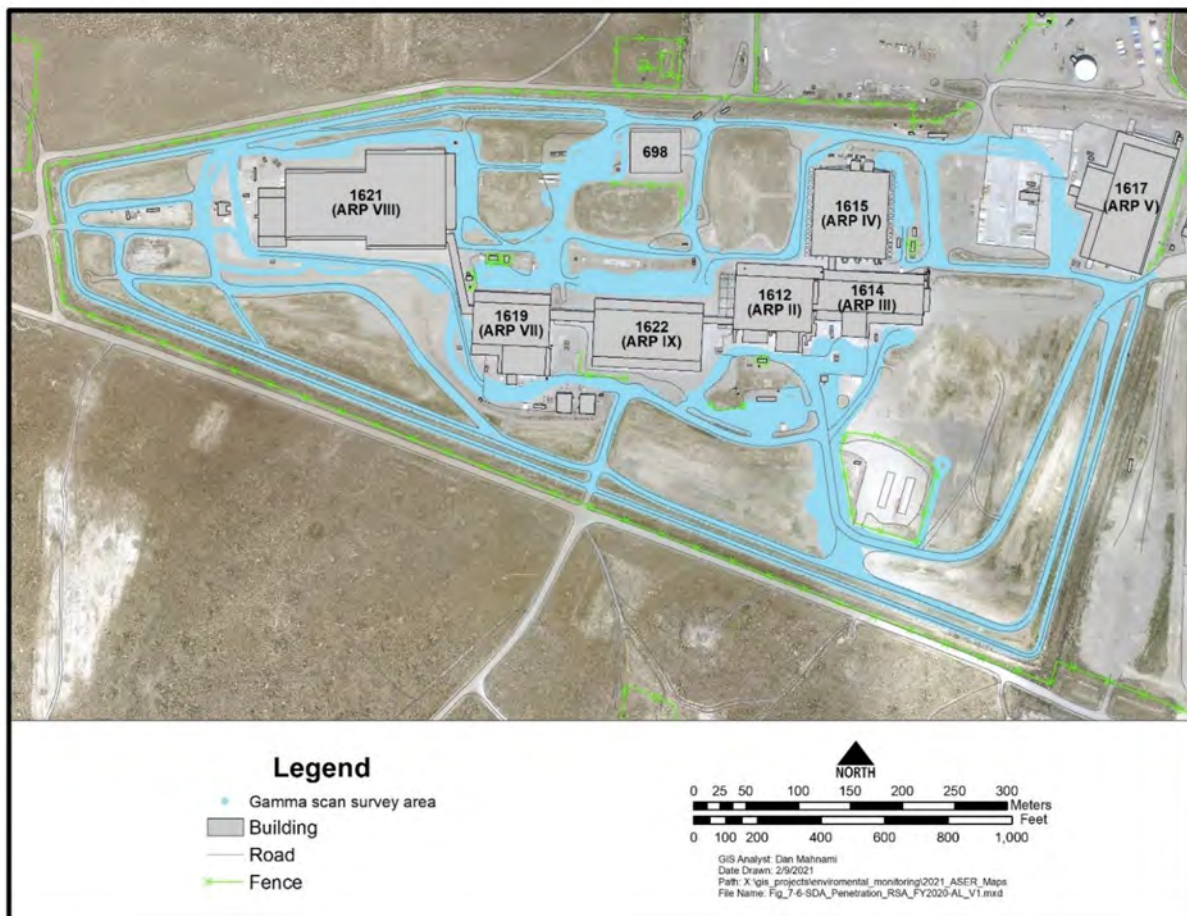 698
1621
(ARP VIII)
1615
(ARP IV)
1617
(ARP V)
1619
(ARP VII)
1622
(ARP IX)
1612
(ARP II)
1614
(ARP III)
Legend
Gamma scan survey area
Building
Road
Fence
NORTH
0 25 50 100 150 200 250 300
Meters
Feet
0 100 200 400 600 800 1,000
GIS Analyst: Dan Mahnami
Date Drawn: 2/9/2021
Path: X:\gis_projects\enviromental_monitoring\2021_ASER_Maps
File Name: Fig_7-6-SDA_Penetration_RSA_FY2020-AL_V1.mxd